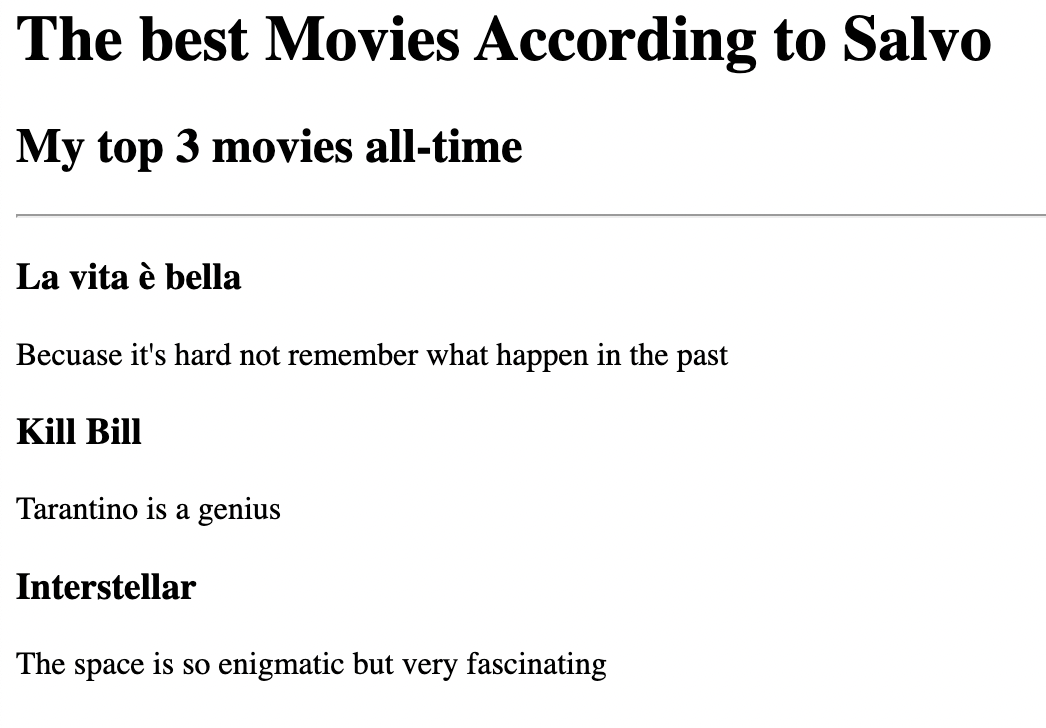 The best Movies According to Salvo
My top 3 movies all-time
La vita è bella
Becuase it's hard not remember what happen in the past
Kill Bill
Tarantino is a genius
Interstellar
The space is so enigmatic but very fascinating